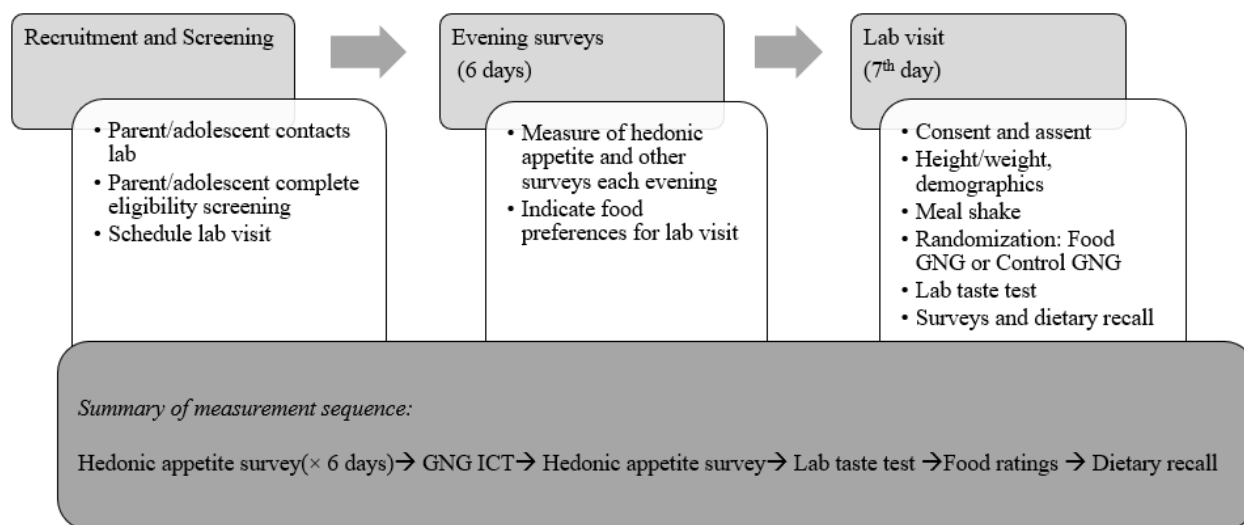 Recruitment and Screening
• Parent/adolescent contacts
lab
• Parent/adolescent complete
eligibility screening
• Schedule lab visit
Evening surveys
(6 days)
• Measure of hedonic
appetite and other
surveys each evening
• Indicate food
preferences for lab visit
Lab visit
(7th day)
• Consent and assent
• Height/weight,
demographics
• Meal shake
• Randomization: Food
GNG or Control GNG
• Lab taste test
• Surveys and dietary recall
Summary of measurement sequence:
Hedonic appetite survey(× 6 days)→ GNG ICT→ Hedonic appetite survey→ Lab taste test →Food ratings → Dietary recall